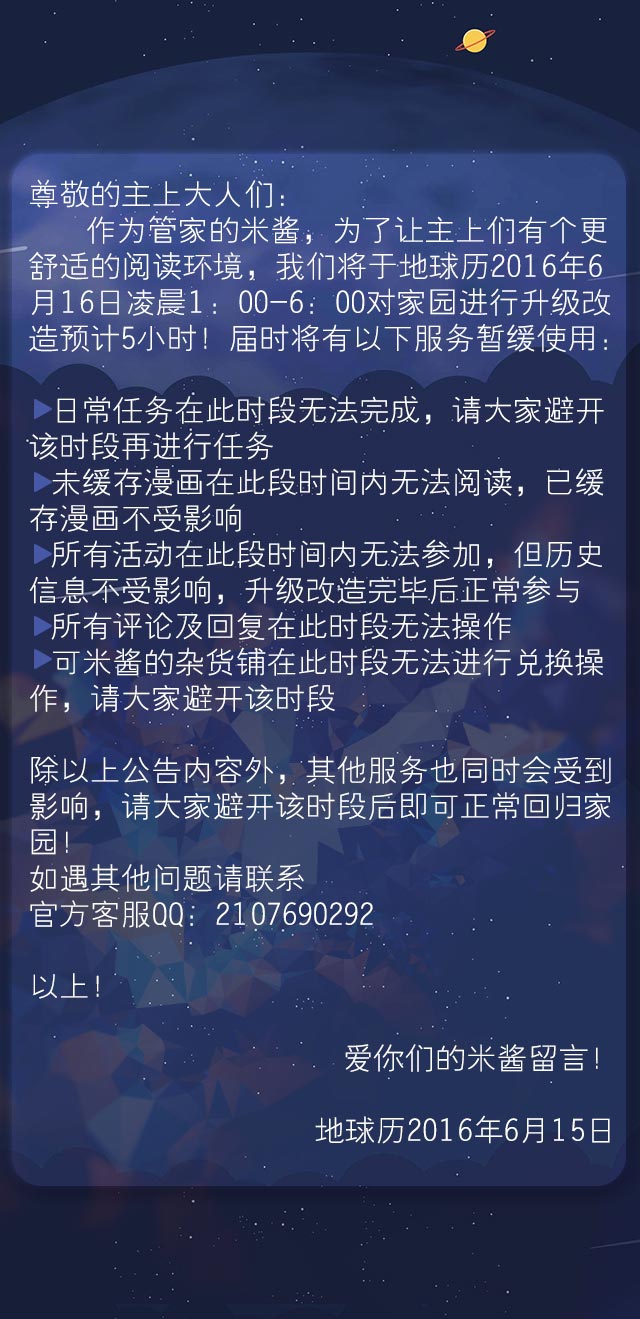 尊敬的主上大人们：
作为管家的米酱，为了让主上们有个更
舒适的阅读环境，我们将于地球历2016年6
月16日凌晨1：00-6：00对家园进行升级改
造预计5小时！届时将有以下服务暂缓使用：
▶日常任务在此时段无法完成，请大家避开
该时段再进行任务
▶未缓存漫画在此段时间内无法阅读，已缓
存漫画不受影响
▶所有活动在此段时间内无法参加，但历史
信息不受影响，升级改造完毕后正常参与
▶所有评论及回复在此时段无法操作
▶可米酱的杂货铺在此时段无法进行兑换操
作，请大家避开该时段
除以上公告内容外，其他服务也同时会受到
影响，请大家避开该时段后即可正常回归家
园！
如遇其他问题请联系
官方客服QQ：2107690292
以上！
爱你们的米酱留言！
地球历2016年6月15日